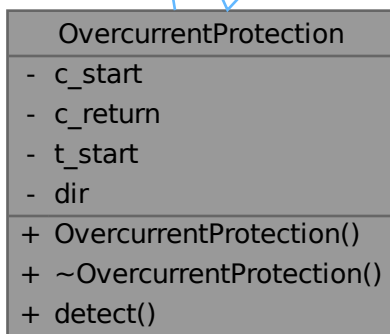 OvercurrentProtection
- c_start
- c_return
- t_start
- dir
+ OvercurrentProtection()
+ ~OvercurrentProtection()
+ detect()